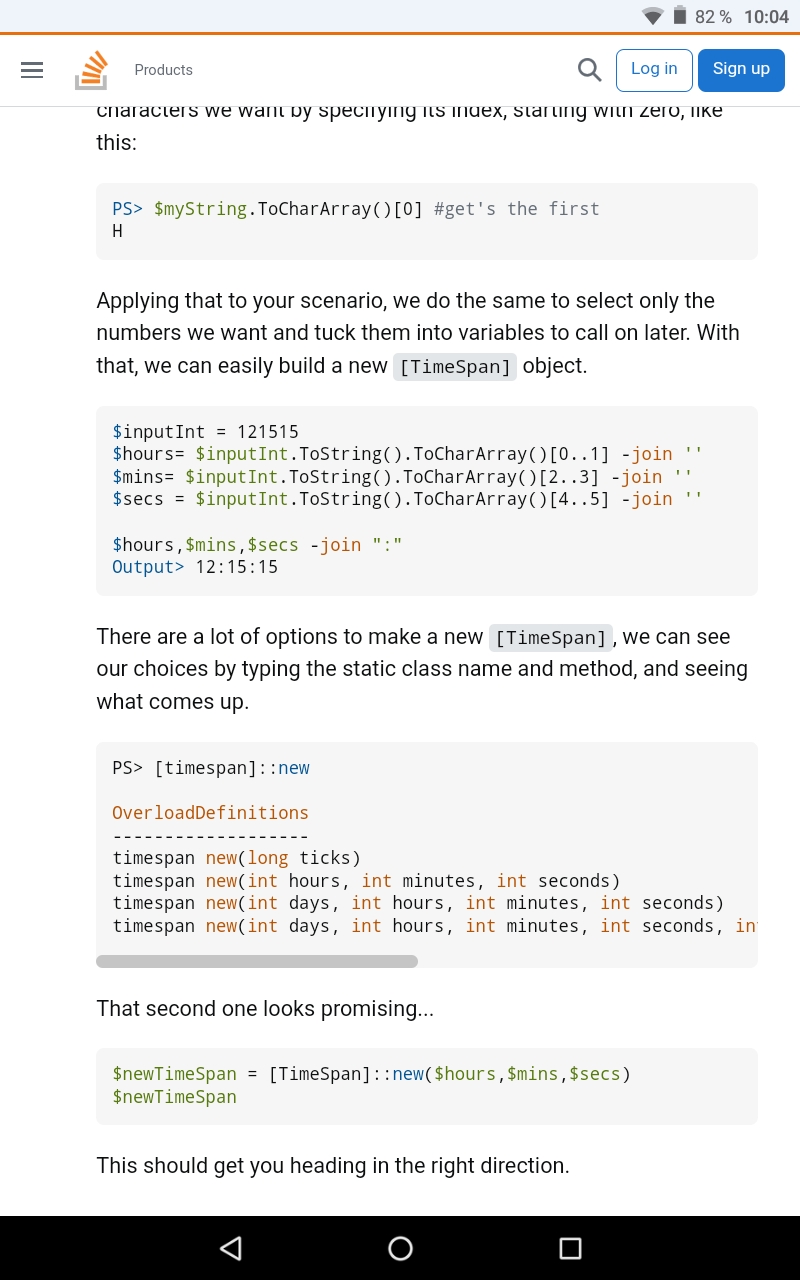 82 % 10:04
Products
Log in
Sign up
characters we want by specifying its index, starting with zero, like
this:
PS> $myString.ToCharArray()[0] #get's the first
H
Applying that to your scenario, we do the same to select only the
numbers we want and tuck them into variables to call on later. With
that, we can easily build a new [TimeSpan] object.
$inputInt = 121515
$hours= $inputInt.ToString().ToCharArray()[0..1] -join ''
$mins= $inputInt.ToString().ToCharArray()[2..3] -join ''
$secs = $inputInt.ToString().ToCharArray()[4..5] -join ''
$hours,$mins,$secs -join ":"
Output> 12:15:15
There are a lot of options to make a new [TimeSpan], we can see
our choices by typing the static class name and method, and seeing
what comes up.
PS> [timespan]::new
OverloadDefinitions
-------------------
timespan new(long ticks)
timespan new(int hours, int minutes, int seconds)
timespan new(int days, int hours, int minutes, int seconds)
timespan new(int days, int hours, int minutes, int seconds, in
That second one looks promising...
$newTimeSpan = [TimeSpan]::new($hours,$mins,$secs)
$newTimeSpan
This should get you heading in the right direction.